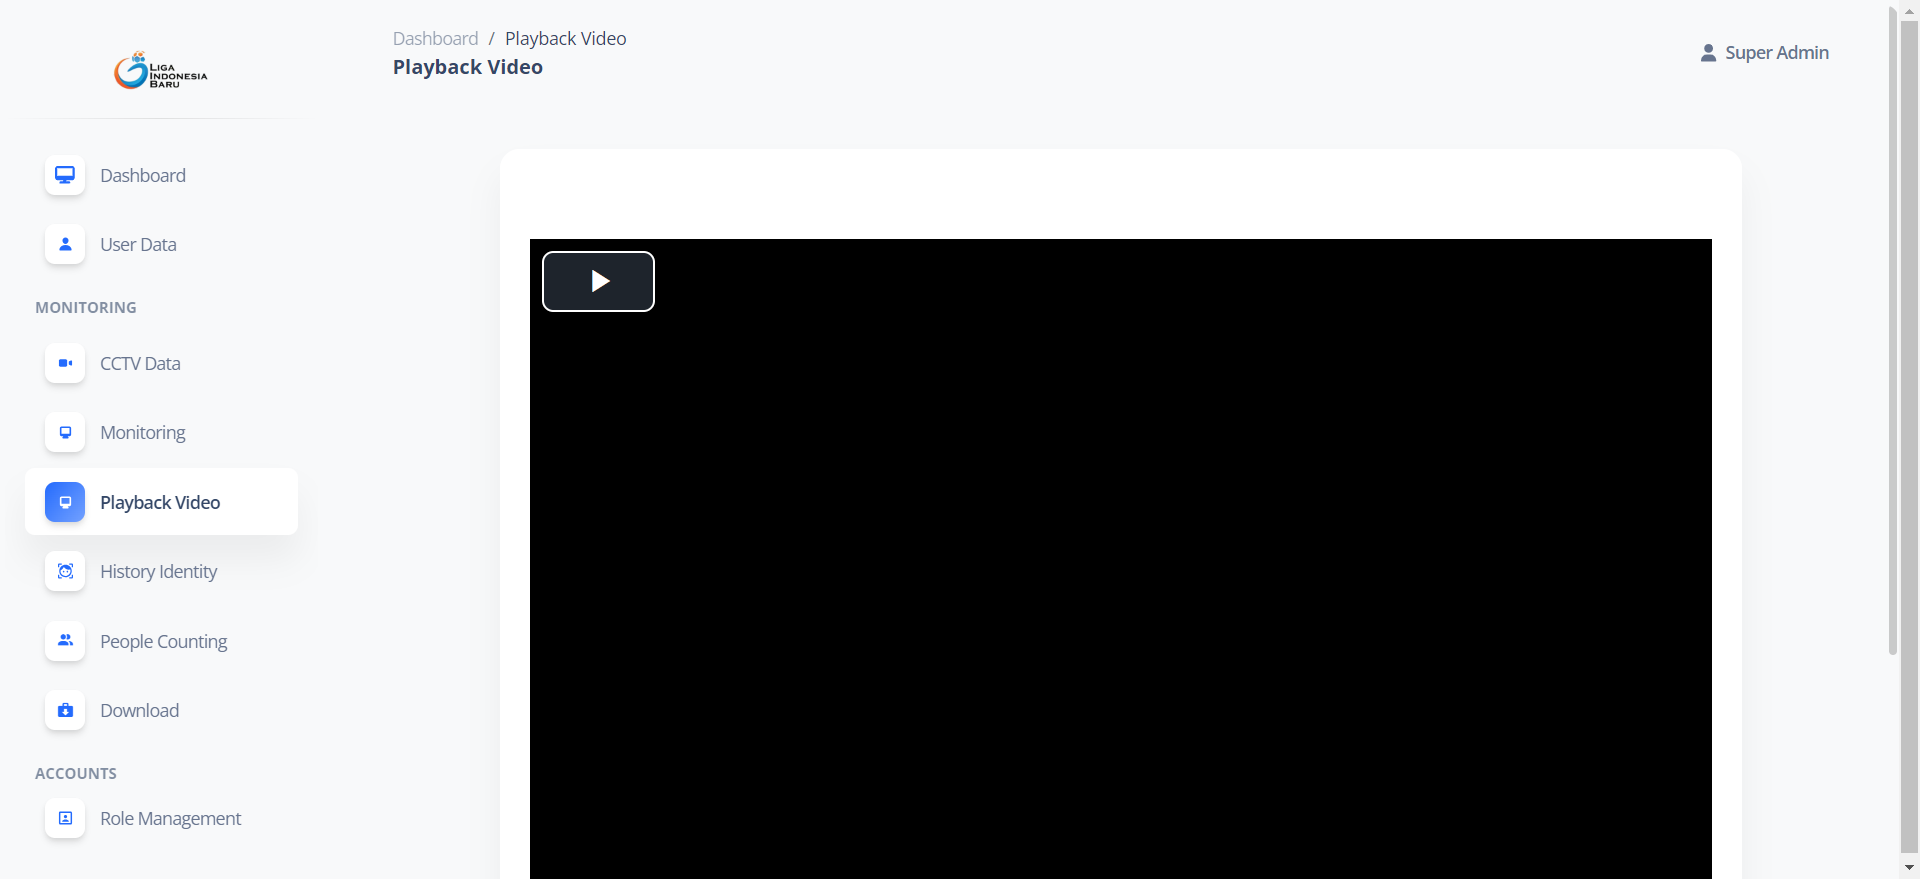 LIGA
INDONESIA
BARU
Dashboard / Playback Video
Playback Video
Super Admin
Dashboard
User Data
MONITORING
CCTV Data
Monitoring
Playback Video
History Identity
People Counting
Download
ACCOUNTS
Role Management